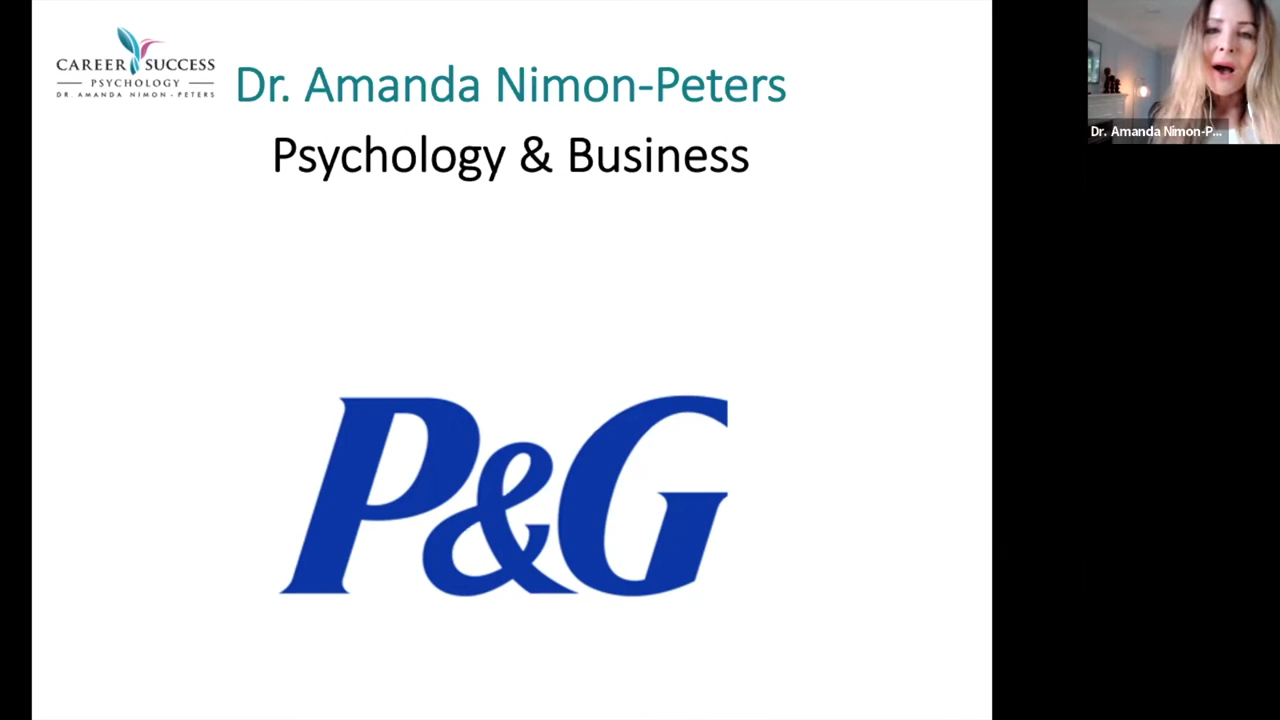 CAREER SUCCESS
PSYCHOLOGY
DR. AMANDA NIMON-PETERS
Dr. Amanda Nimon-Peters
Psychology & Business
P&G
Dr. Amanda Nimon-P...